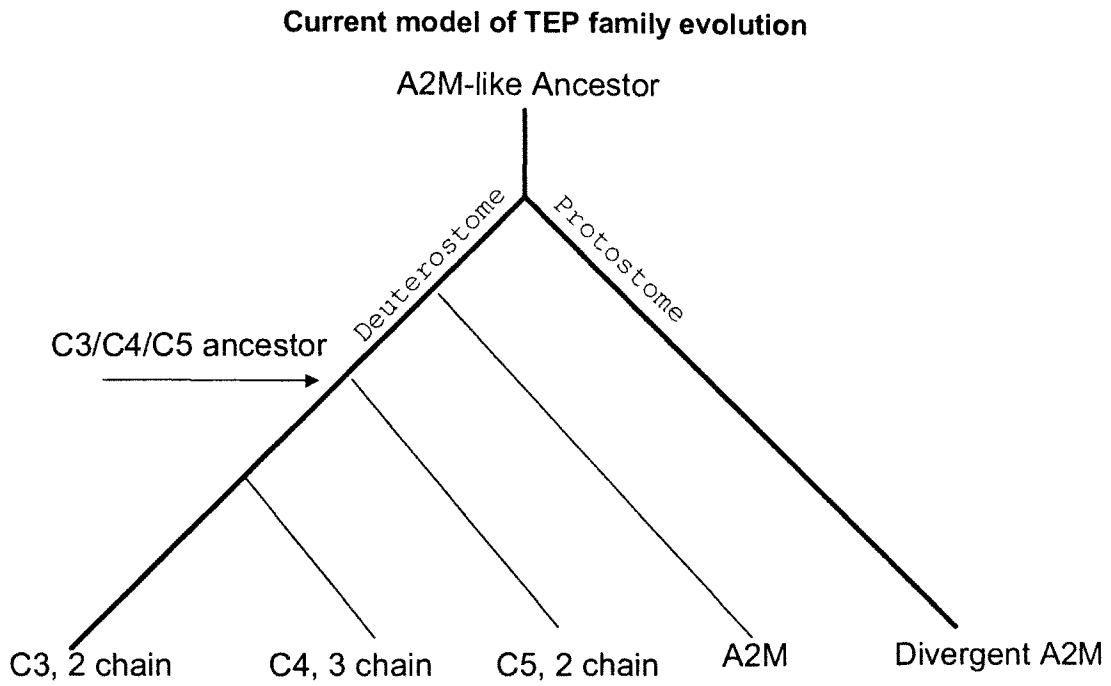 Current model of TEP family evolution
A2M-like Ancestor
Deuterostome
Protostome
C3/C4/C5 ancestor
C3, 2 chain
C4, 3 chain
C5, 2 chain
A2M
Divergent A2M